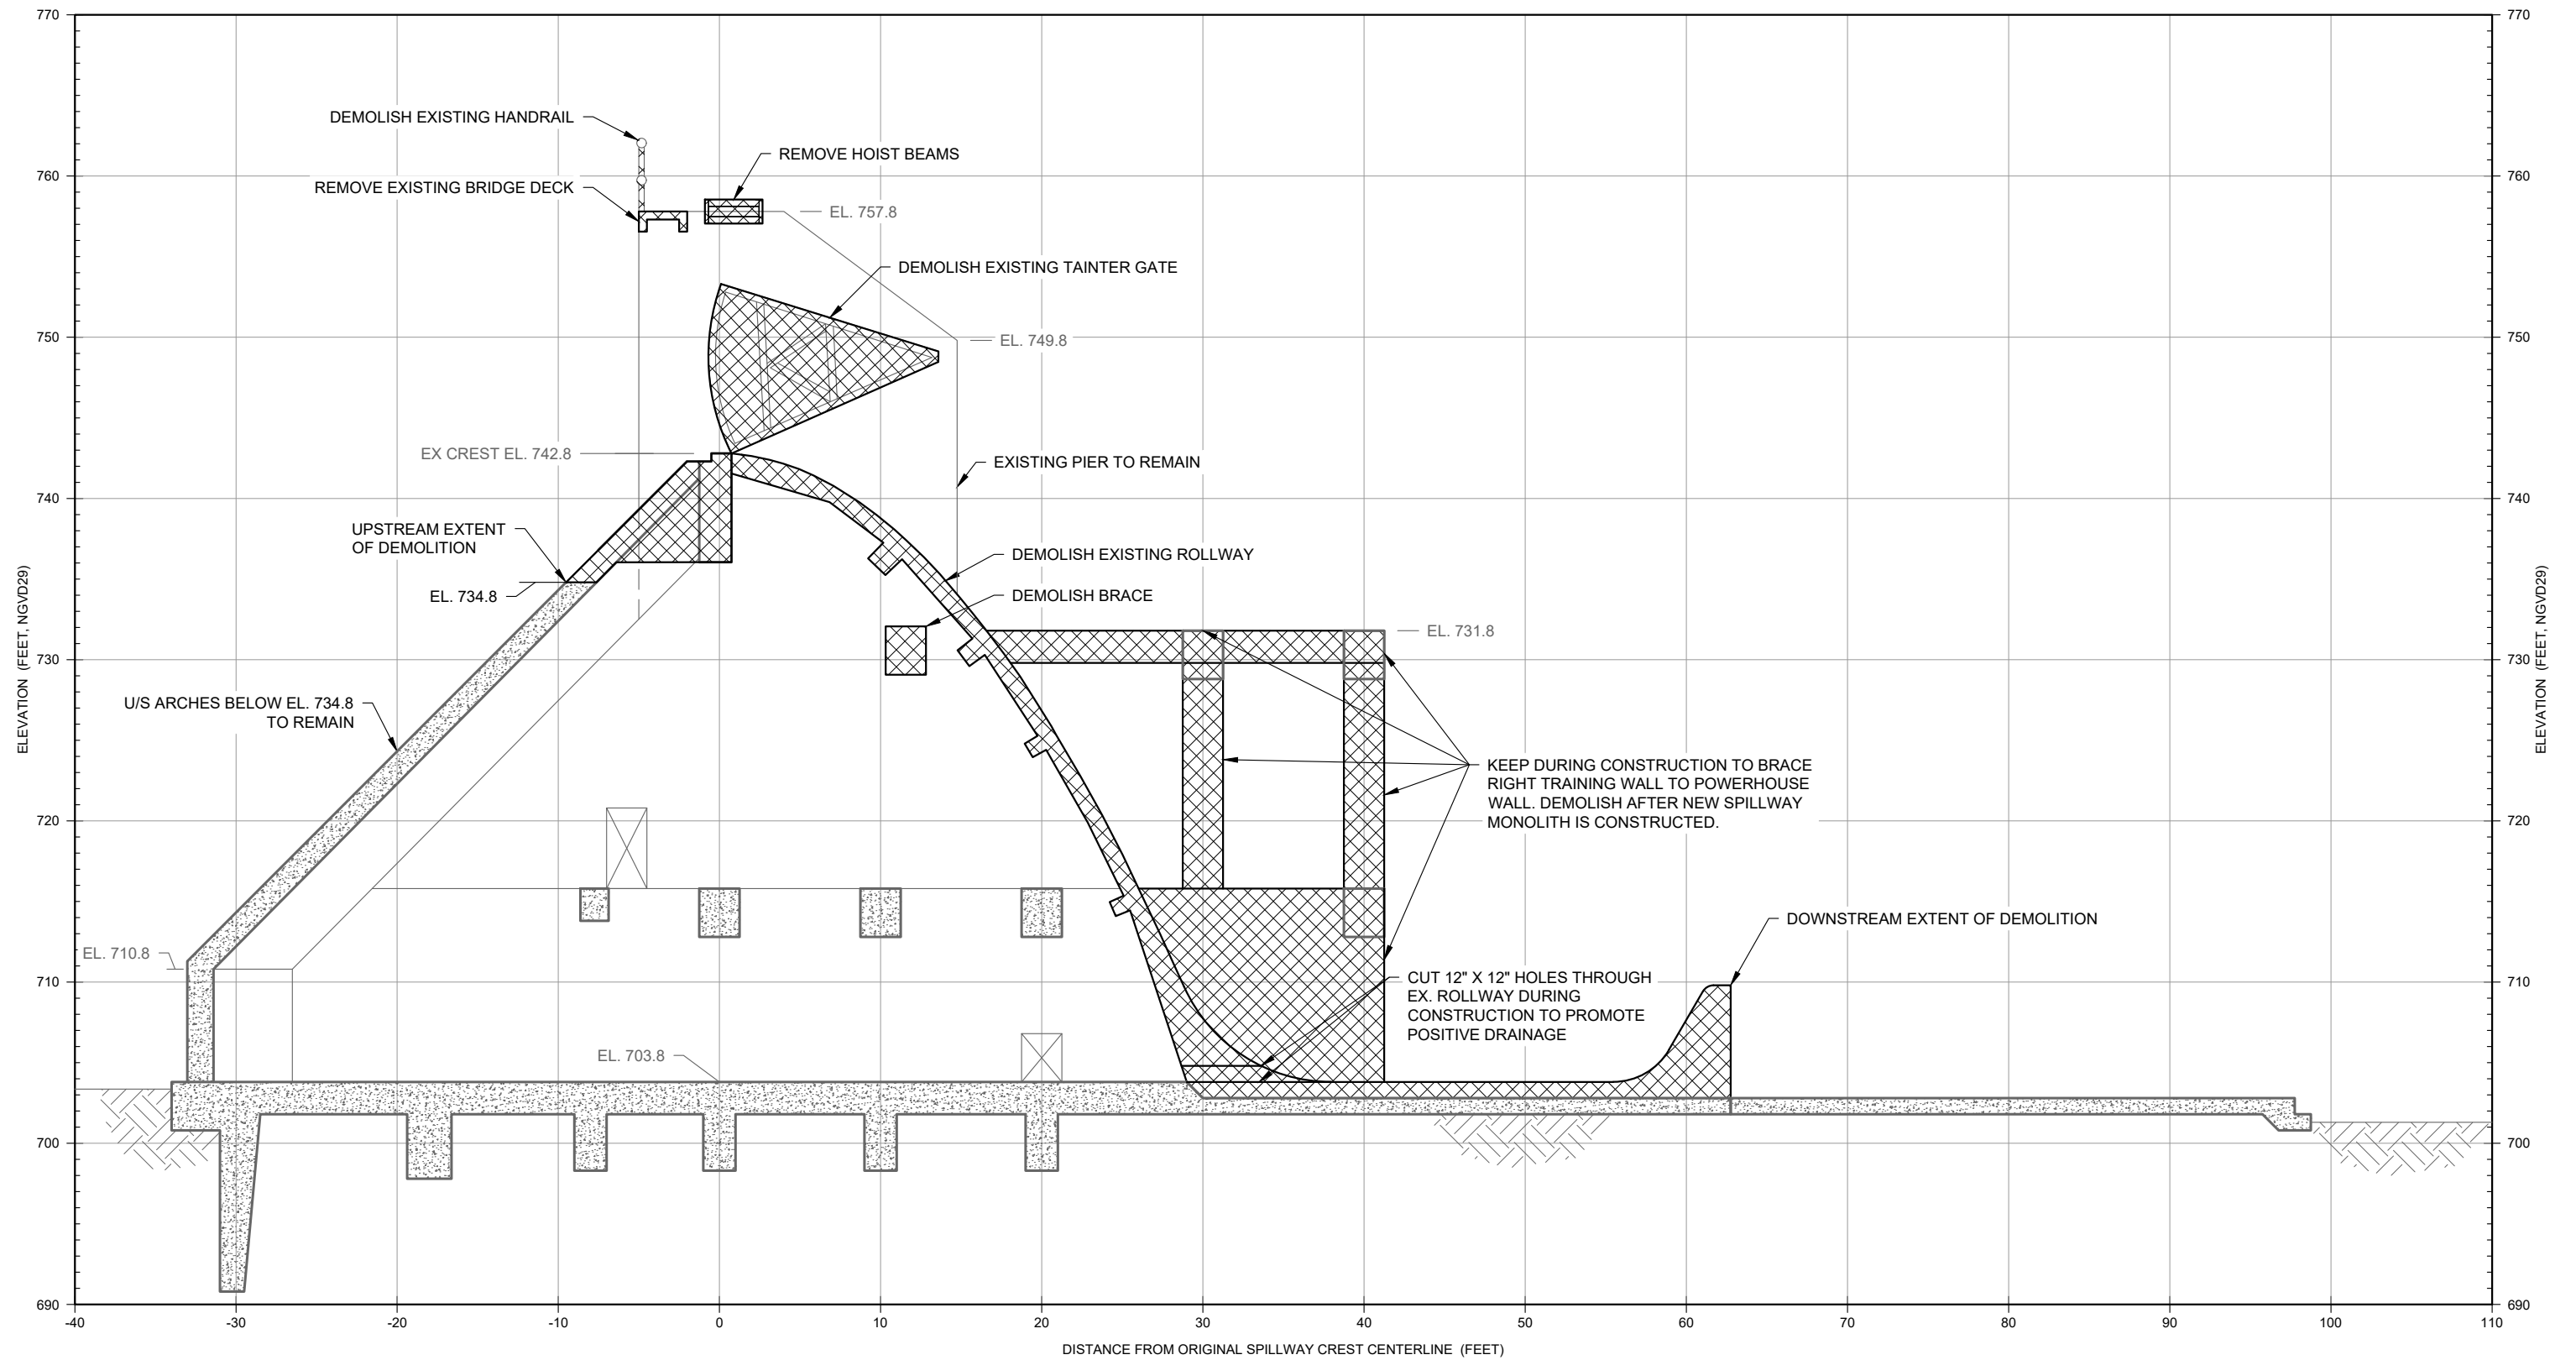 770
770
DEMOLISH EXISTING HANDRAIL
REMOVE HOIST BEAMS
760
760
REMOVE EXISTING BRIDGE DECK
EL. 757.8
DEMOLISH EXISTING TAINTER GATE
750
EL. 749.8
750
EX CREST EL. 742.8
EXISTING PIER TO REMAIN
740
740
UPSTREAM EXTENT
OF DEMOLITION
DEMOLISH EXISTING ROLLWAY
EL. 734.8
DEMOLISH BRACE
EL. 731.8
730
730
ELEVATION (FEET, NGVD29)
ELEVATION (FEET, NGVD29)
U/S ARCHES BELOW EL. 734.8
TO REMAIN
KEEP DURING CONSTRUCTION TO BRACE
RIGHT TRAINING WALL TO POWERHOUSE
WALL. DEMOLISH AFTER NEW SPILLWAY
MONOLITH IS CONSTRUCTED.
720
720
DOWNSTREAM EXTENT OF DEMOLITION
EL. 710.8
710
710
CUT 12" X 12" HOLES THROUGH
EX. ROLLWAY DURING
CONSTRUCTION TO PROMOTE
POSITIVE DRAINAGE
EL. 703.8
700
700
690
690
-40 -30 -20 -10 0 10 20 30 40 50 60 70 80 90 100 110
DISTANCE FROM ORIGINAL SPILLWAY CREST CENTERLINE (FEET)